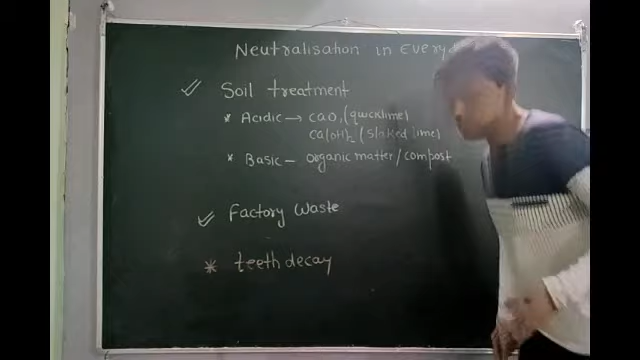 Neutralisation in Every
✓ Soil treatment
* Acidic → CaO, (quicklime)
Ca(OH)2 (Slaked lime)
* Basic – organic matter/compost
✓ Factory Waste
* teeth decay